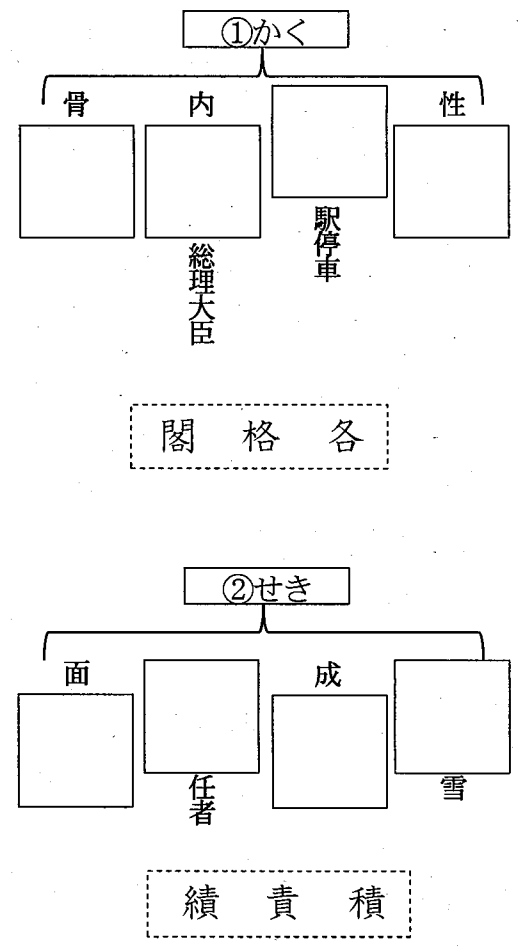 ①かく
骨
内
総理大臣
駅停車
性
閣 格 各
②せき
面
任者
成
雪
績 責 積